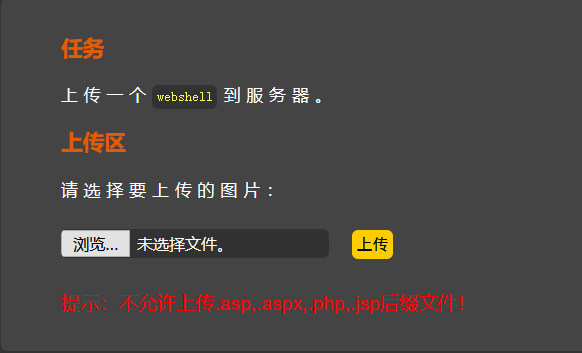 任务
上传一个 webshell 到服务器。
上传区
请选择要上传的图片：
浏览... 未选择文件。 上传
提示：不允许上传.asp,.aspx,.php,.jsp后缀文件！